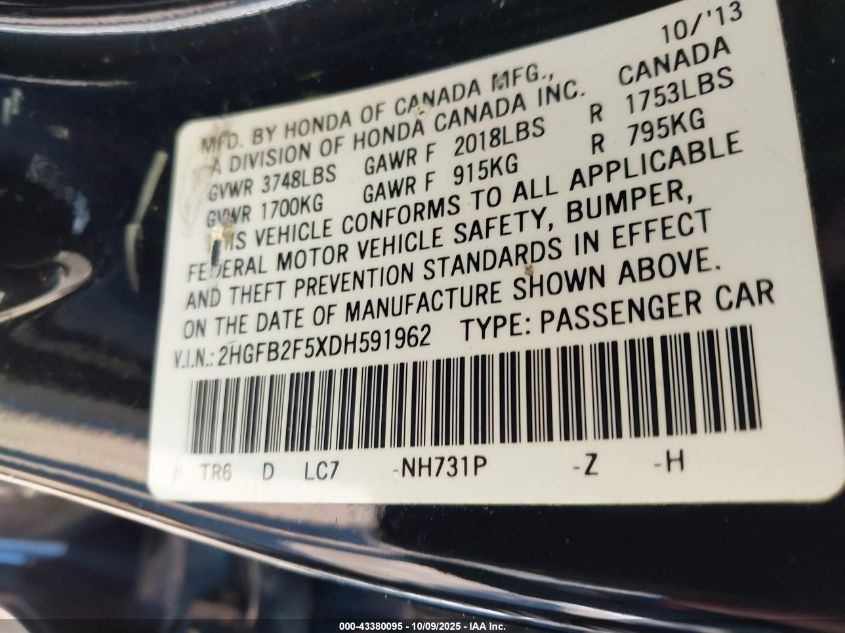 10/'13
MFD. BY HONDA OF CANADA MFG., CANADA
A DIVISION OF HONDA CANADA INC.
GVWR 3748LBS GAWR F 2018LBS R 1753LBS
GVWR 1700KG GAWR F 915KG R 795KG
THIS VEHICLE CONFORMS TO ALL APPLICABLE
FEDERAL MOTOR VEHICLE SAFETY, BUMPER,
AND THEFT PREVENTION STANDARDS IN EFFECT
ON THE DATE OF MANUFACTURE SHOWN ABOVE.
V.I.N.: 2HGFB2F5XDH591962 TYPE: PASSENGER CAR
TR6 D LC7 -NH731P -Z -H
000-43380095 - 10/09/2025 - IAA Inc.